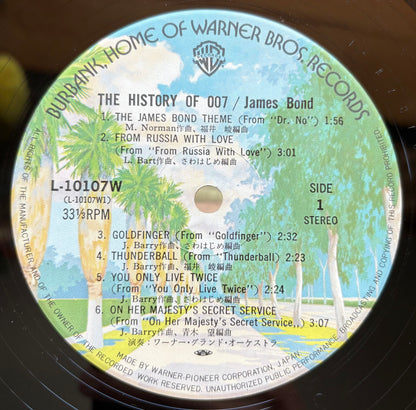 "BURBANK, HOME OF WARNER BROS. RECORDS"
THE HISTORY OF 007 / James Bond
1. THE JAMES BOND THEME (From “Dr. No”) 1:56
M. Norman作曲、福井 崚編曲
2. FROM RUSSIA WITH LOVE
(From “From Russia With Love”) 3:01
L. Bart作曲、さわはじめ編曲
L-10107W
(L-10107W1)
33⅓RPM
SIDE
1
STEREO
3. GOLDFINGER (From “Goldfinger”) 2:32
J. Barry作曲、さわはじめ編曲
4. THUNDERBALL (From “Thunderball”) 2:23
J. Barry作曲、福井 崚編曲
5. YOU ONLY LIVE TWICE
(From “You Only Live Twice”) 2:24
J. Barry作曲、さわはじめ編曲
6. ON HER MAJESTY'S SECRET SERVICE
(From “On Her Majesty's Secret Service„) 3:07
J. Barry作曲、青木 望編曲
演奏：ワーナー・グランド・オーケストラ
MADE BY WARNER-PIONEER CORPORATION, JAPAN
ALL RIGHTS OF THE MANUFACTURER AND OF THE OWNER OF THE RECORDED WORK RESERVED. UNAUTHORIZED PUBLIC PERFORMANCE, BROADCASTING AND COPYING OF THIS RECORD PROHIBITED.